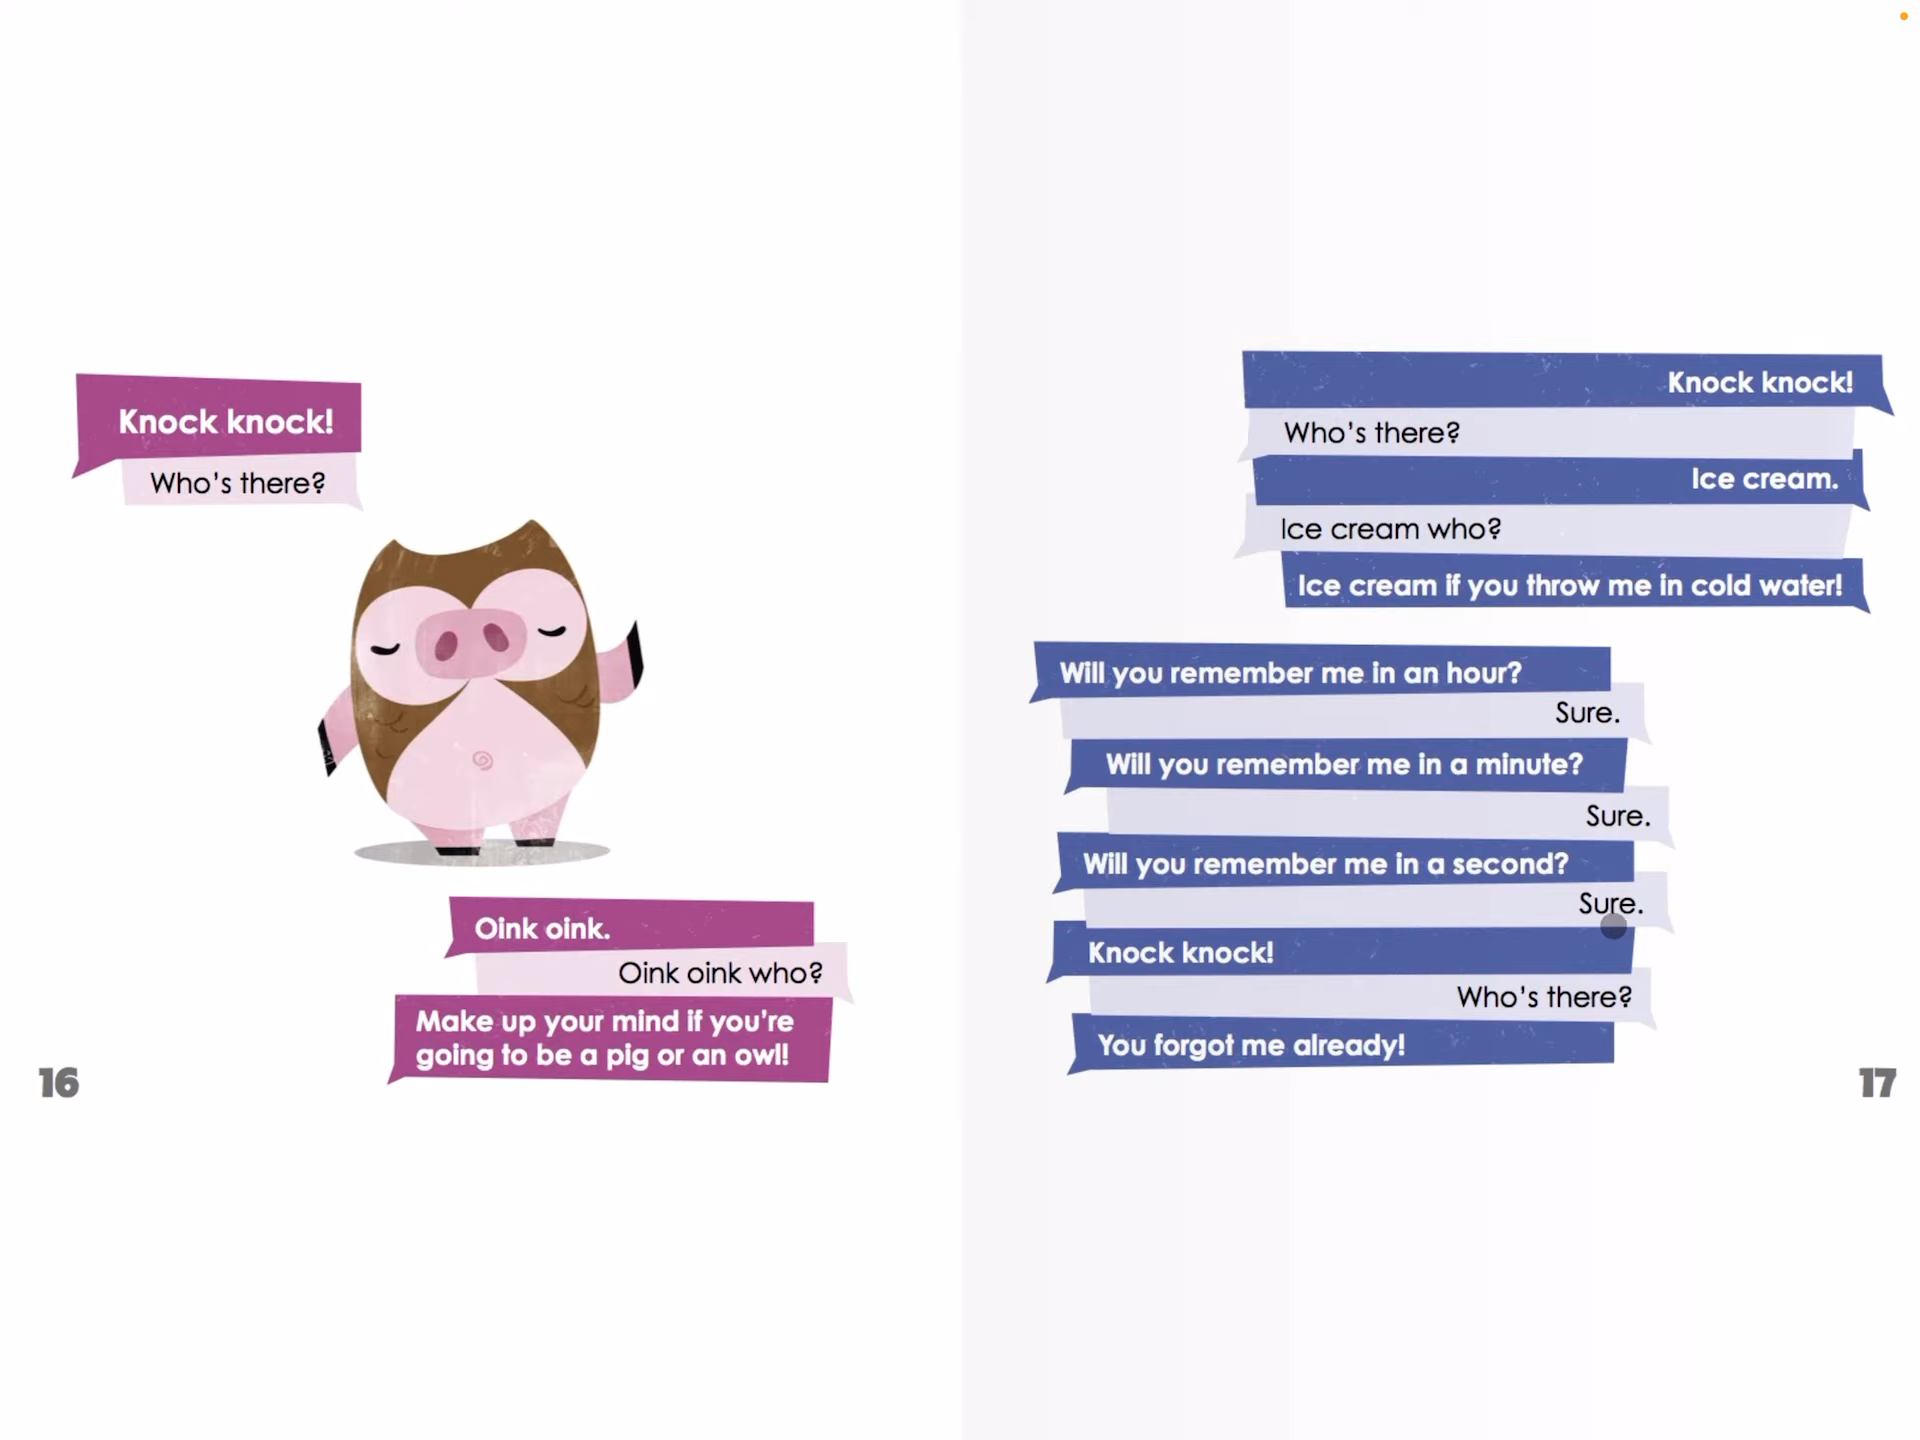 Knock knock!
Who's there?
Oink oink.
Oink oink who?
Make up your mind if you're
going to be a pig or an owl!
16
Knock knock!
Who's there?
Ice cream.
Ice cream who?
Ice cream if you throw me in cold water!
Will you remember me in an hour?
Sure.
Will you remember me in a minute?
Sure.
Will you remember me in a second?
Sure.
Knock knock!
Who's there?
You forgot me already!
17